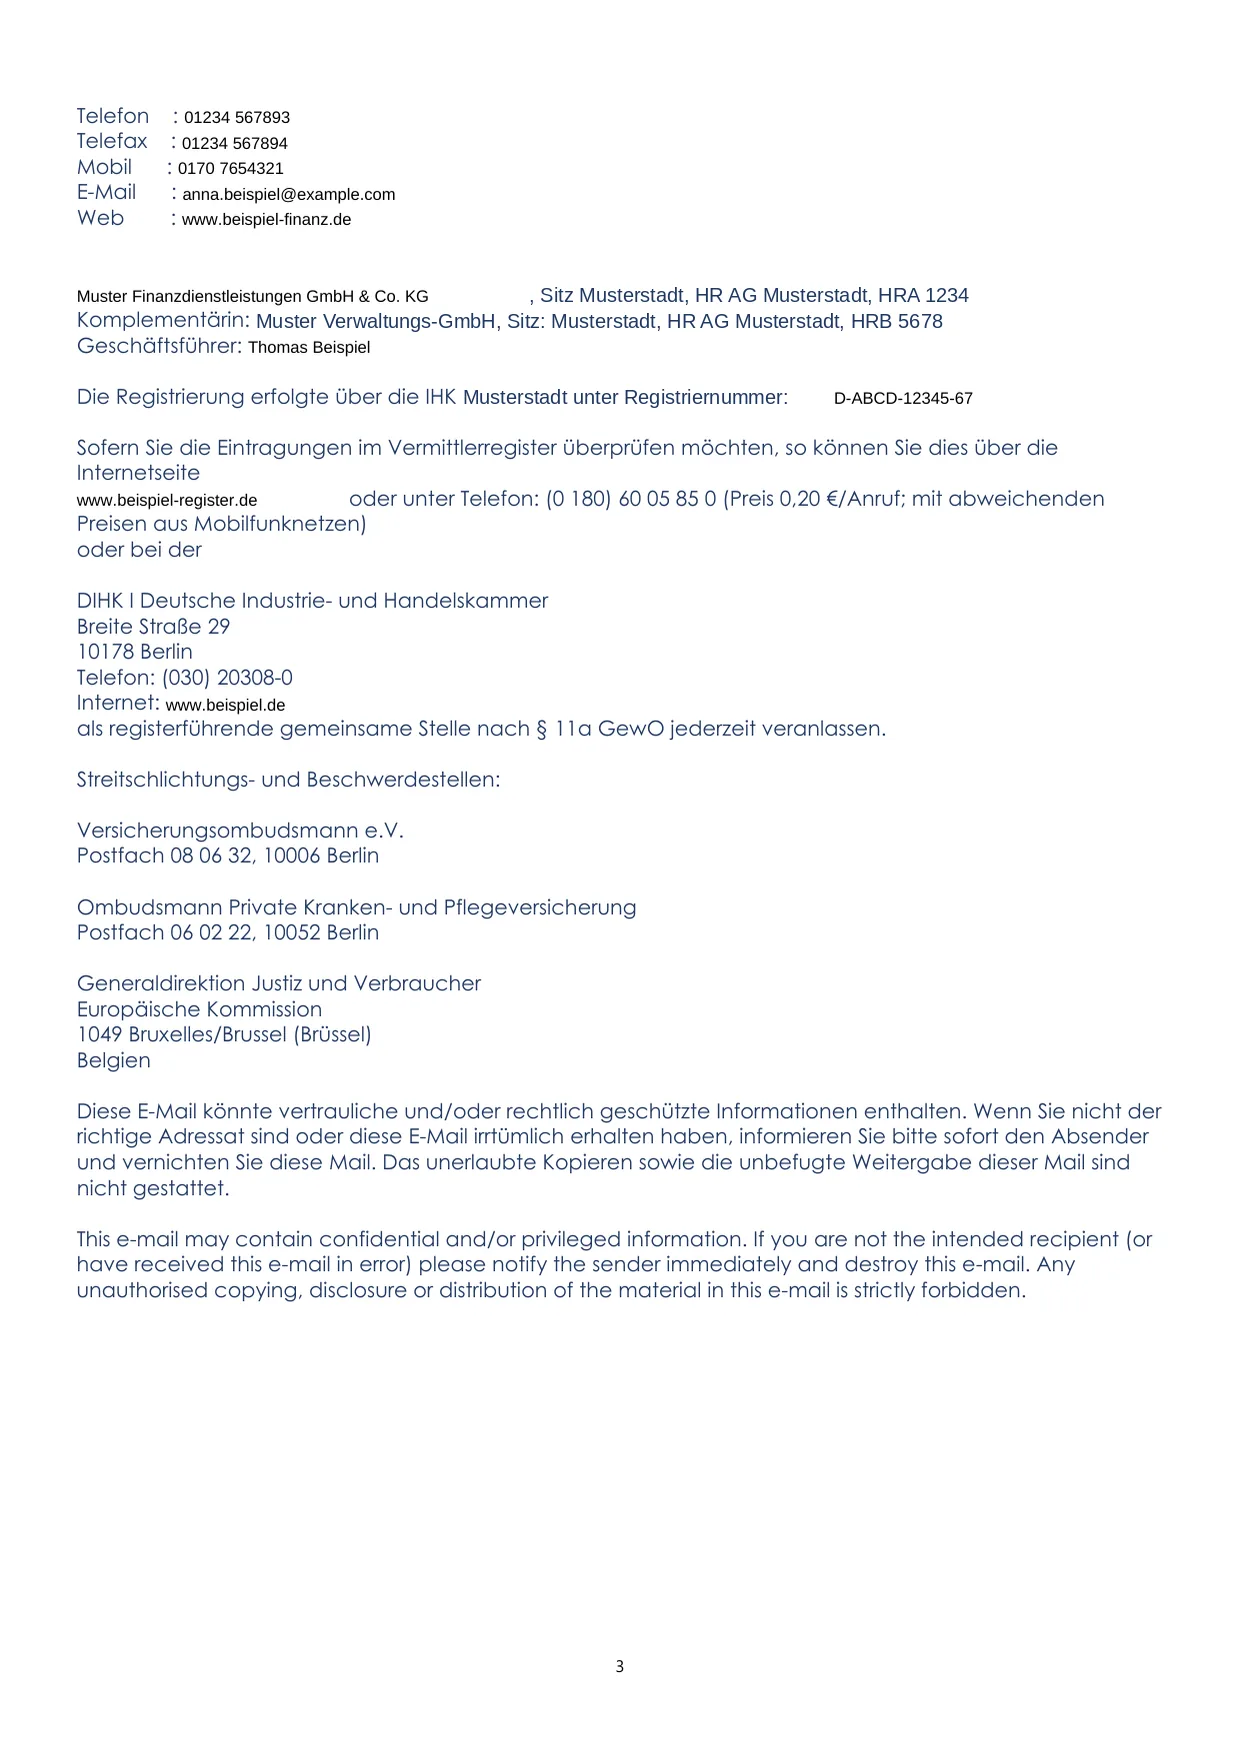 Telefon : 01234 567893
Telefax : 01234 567894
Mobil : 0170 7654321
E-Mail : anna.beispiel@example.com
Web : www.beispiel-finanz.de
Muster Finanzdienstleistungen GmbH & Co. KG , Sitz Musterstadt, HR AG Musterstadt, HRA 1234
Komplementärin: Muster Verwaltungs-GmbH, Sitz: Musterstadt, HR AG Musterstadt, HRB 5678
Geschäftsführer: Thomas Beispiel
Die Registrierung erfolgte über die IHK Musterstadt unter Registriernummer: D-ABCD-12345-67
Sofern Sie die Eintragungen im Vermittlerregister überprüfen möchten, so können Sie dies über die
Internetseite
www.beispiel-register.de oder unter Telefon: (0 180) 60 05 85 0 (Preis 0,20 €/Anruf; mit abweichenden
Preisen aus Mobilfunknetzen)
oder bei der
DIHK I Deutsche Industrie- und Handelskammer
Breite Straße 29
10178 Berlin
Telefon: (030) 20308-0
Internet: www.beispiel.de
als registerführende gemeinsame Stelle nach § 11a GewO jederzeit veranlassen.
Streitschlichtungs- und Beschwerdestellen:
Versicherungsombudsmann e.V.
Postfach 08 06 32, 10006 Berlin
Ombudsmann Private Kranken- und Pflegeversicherung
Postfach 06 02 22, 10052 Berlin
Generaldirektion Justiz und Verbraucher
Europäische Kommission
1049 Bruxelles/Brussel (Brüssel)
Belgien
Diese E-Mail könnte vertrauliche und/oder rechtlich geschützte Informationen enthalten. Wenn Sie nicht der
richtige Adressat sind oder diese E-Mail irrtümlich erhalten haben, informieren Sie bitte sofort den Absender
und vernichten Sie diese Mail. Das unerlaubte Kopieren sowie die unbefugte Weitergabe dieser Mail sind
nicht gestattet.
This e-mail may contain confidential and/or privileged information. If you are not the intended recipient (or
have received this e-mail in error) please notify the sender immediately and destroy this e-mail. Any
unauthorised copying, disclosure or distribution of the material in this e-mail is strictly forbidden.
3